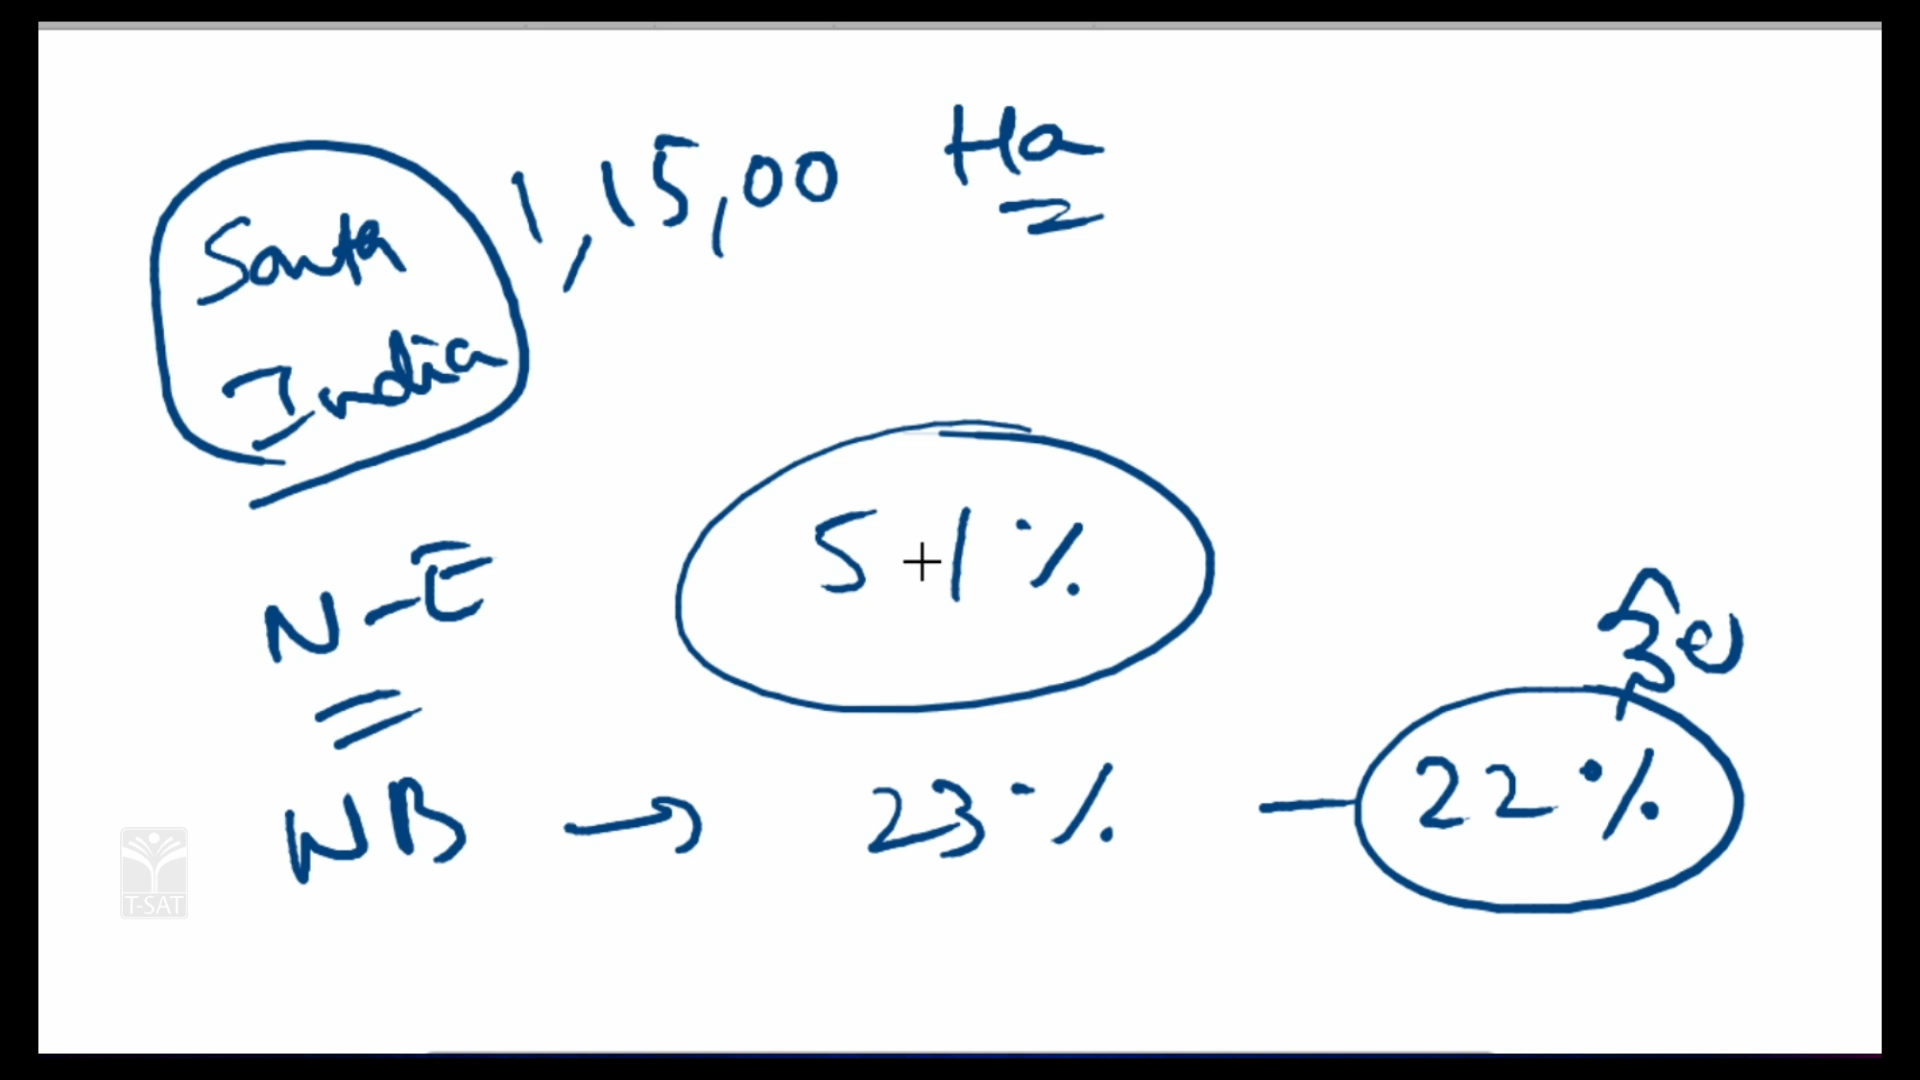 1,15,00 Ha
South
India
N-E
51%
WB → 23% - 22%
T-SAT